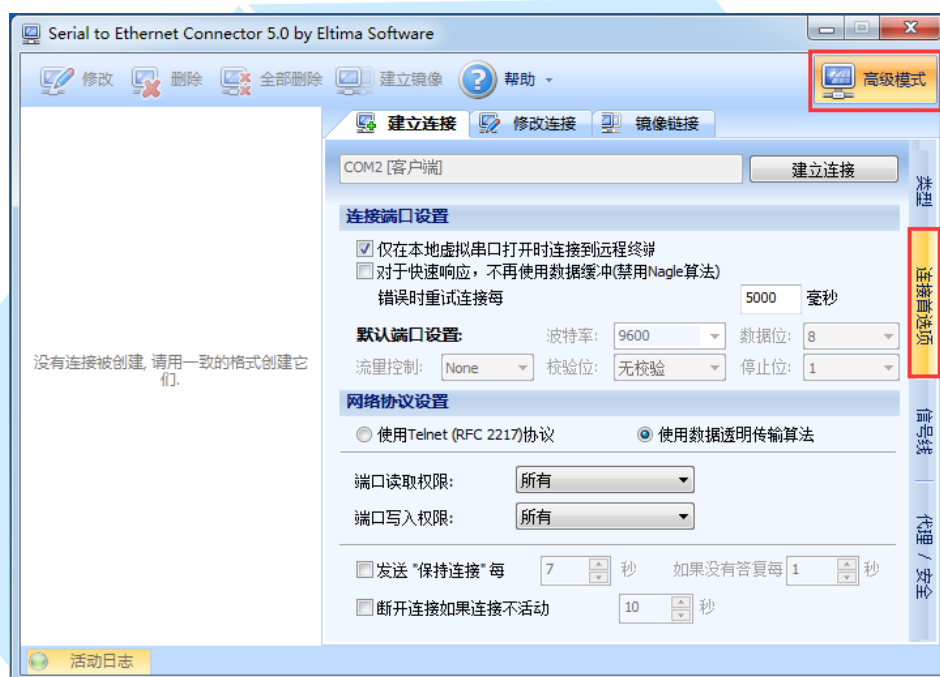 Serial to Ethernet Connector 5.0 by Eltima Software
修改 删除 全部删除 建立镜像 帮助 高级模式
建立连接 修改连接 镜像链接
COM2 [客户端] 建立连接
类型
连接端口设置
仅在本地虚拟串口打开时连接到远程终端
对于快速响应，不再使用数据缓冲(禁用Nagle算法)
错误时重试连接每 5000 毫秒
连接首选项
默认端口设置: 波特率: 9600 数据位: 8
流量控制: None 校验位: 无校验 停止位: 1
没有连接被创建, 请用一致的格式创建它
们.
网络协议设置
使用Telnet (RFC 2217)协议 使用数据透明传输算法
信号线
端口读取权限: 所有
端口写入权限: 所有
代理 / 安全
发送 "保持连接" 每 7 秒 如果没有答复每 1 秒
断开连接如果连接不活动 10 秒
活动日志